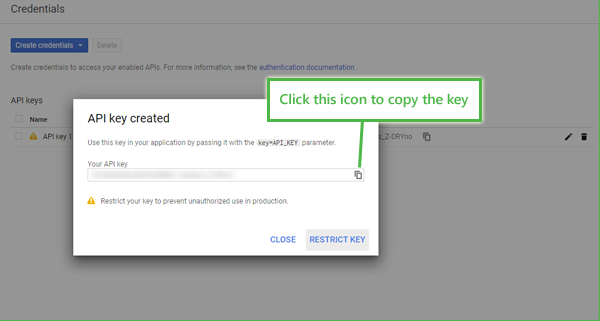 Credentials
Create credentials
Delete
Create credentials to access your enabled APIs. For more information, see the authentication documentation .
Click this icon to copy the key
API keys
Name
API key 1
s_Z-DRYno
API key created
Use this key in your application by passing it with the key=API_KEY parameter.
Your API key
Restrict your key to prevent unauthorized use in production.
CLOSE
RESTRICT KEY